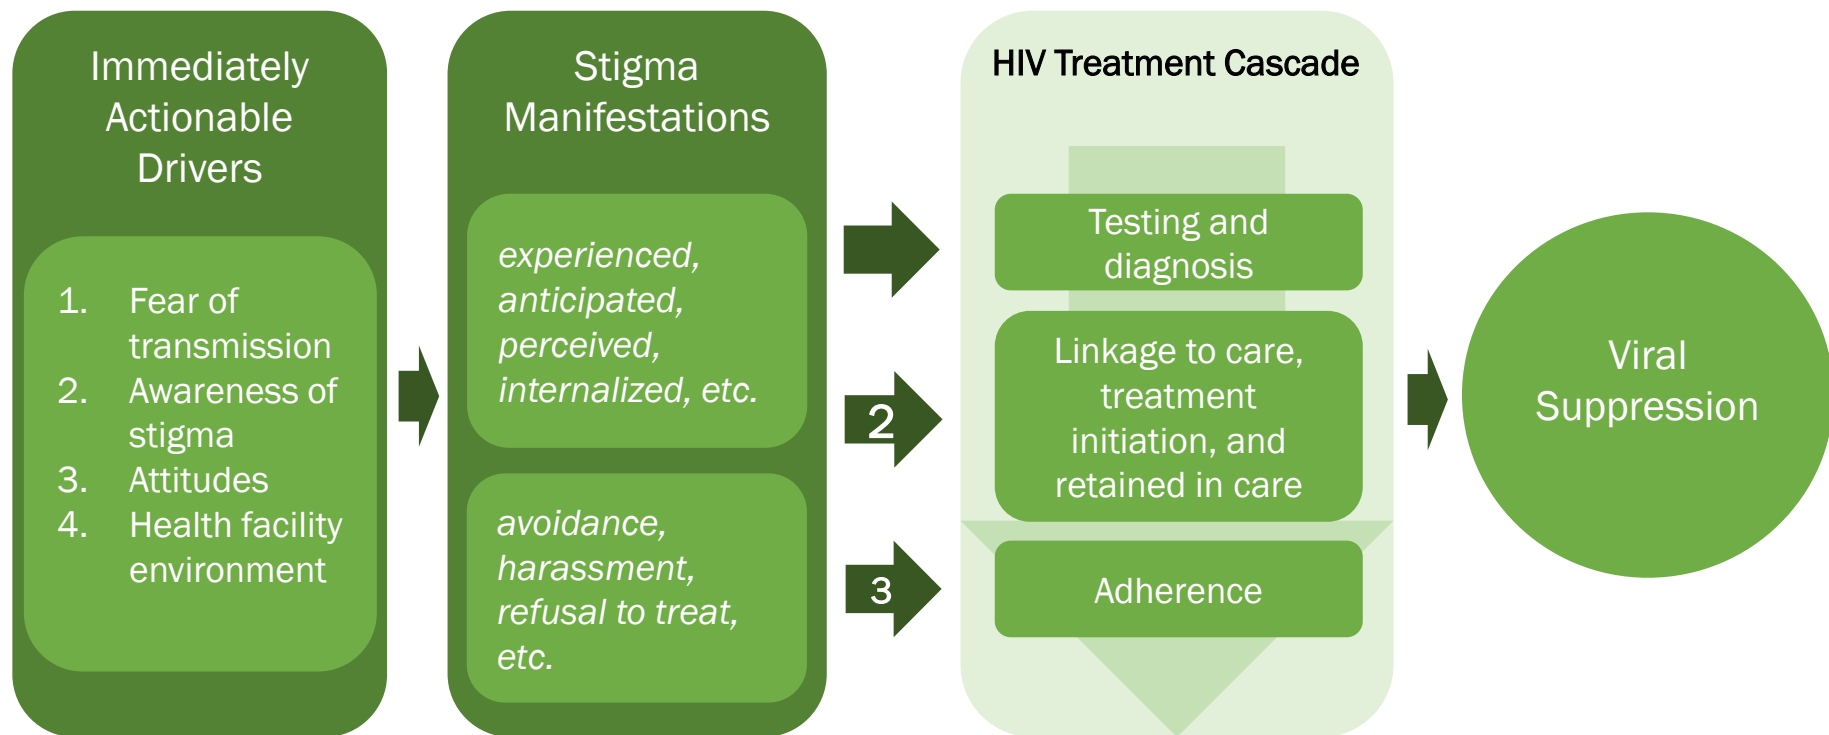 Immediately
Actionable
Drivers
1. Fear of
transmission
2. Awareness of
stigma
3. Attitudes
4. Health facility
environment
Stigma
Manifestations
experienced,
anticipated,
perceived,
internalized, etc.
avoidance,
harassment,
refusal to treat,
etc.
2
3
HIV Treatment Cascade
Testing and
diagnosis
Linkage to care,
treatment
initiation, and
retained in care
Adherence
Viral
Suppression